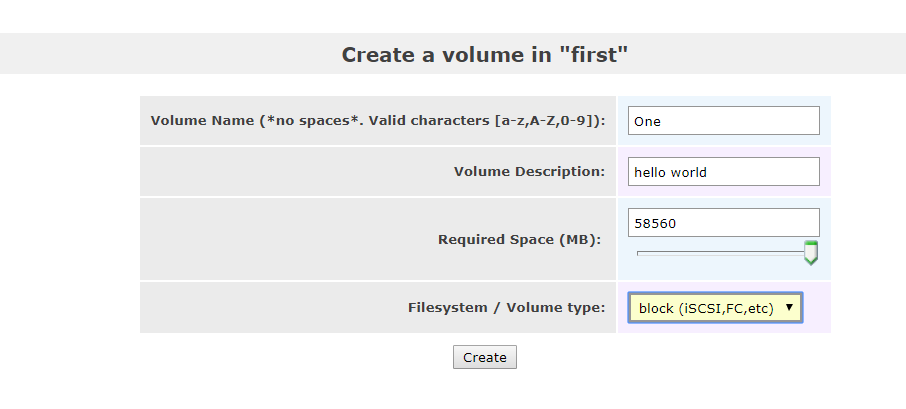 Create a volume in "first"
Volume Name (*no spaces*. Valid characters [a-z,A-Z,0-9]): One
Volume Description: hello world
Required Space (MB): 58560
Filesystem / Volume type: block (iSCSI,FC,etc)
Create